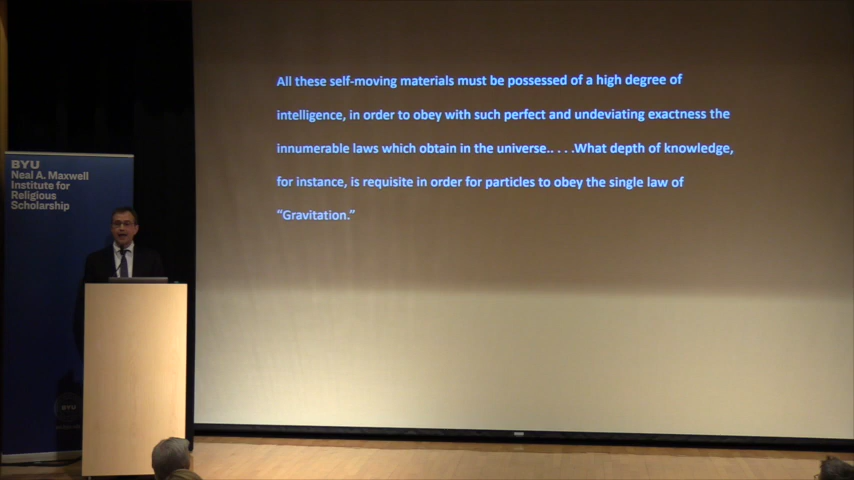 All these self-moving materials must be possessed of a high degree of
intelligence, in order to obey with such perfect and undeviating exactness the
innumerable laws which obtain in the universe.. . . .What depth of knowledge,
for instance, is requisite in order for particles to obey the single law of
“Gravitation.”
BYU
Neal A. Maxwell
Institute for
Religious
Scholarship
BYU